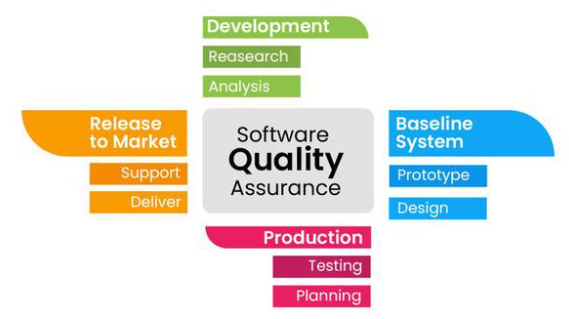 Development
Reasearch
Analysis
Release
to Market
Support
Deliver
Software
Quality
Assurance
Baseline
System
Prototype
Design
Production
Testing
Planning